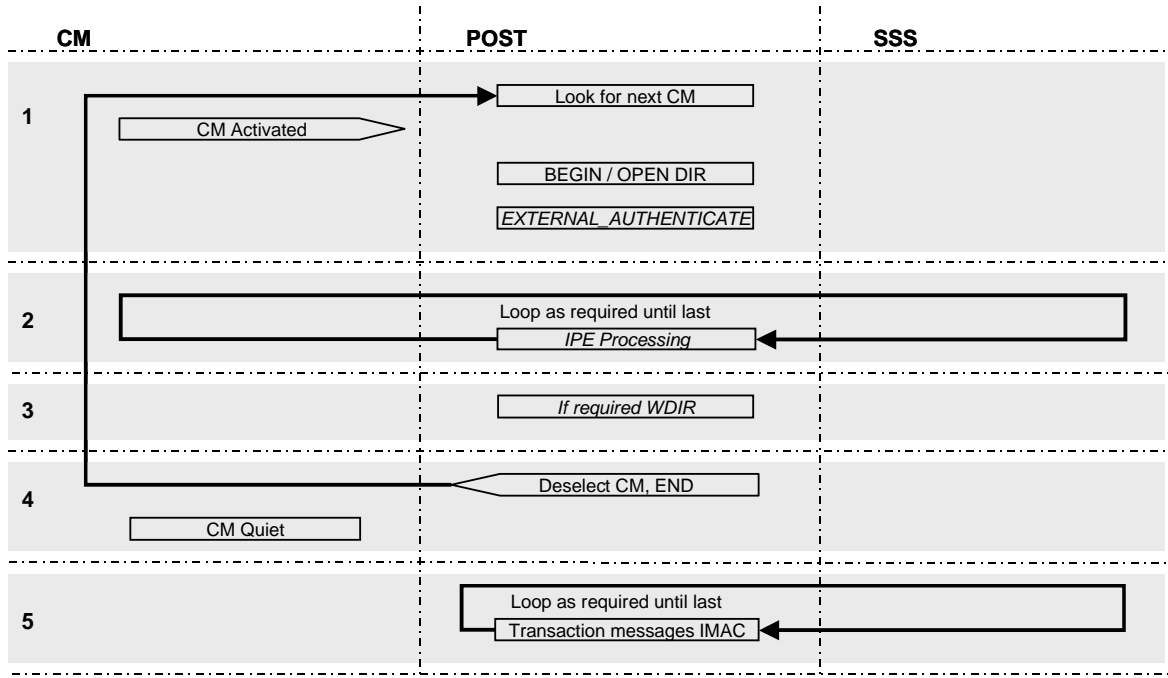 CM POST SSS
1
Look for next CM
CM Activated
BEGIN / OPEN DIR
EXTERNAL_AUTHENTICATE
2
Loop as required until last
IPE Processing
3
If required WDIR
4
Deselect CM, END
CM Quiet
5
Loop as required until last
Transaction messages IMAC